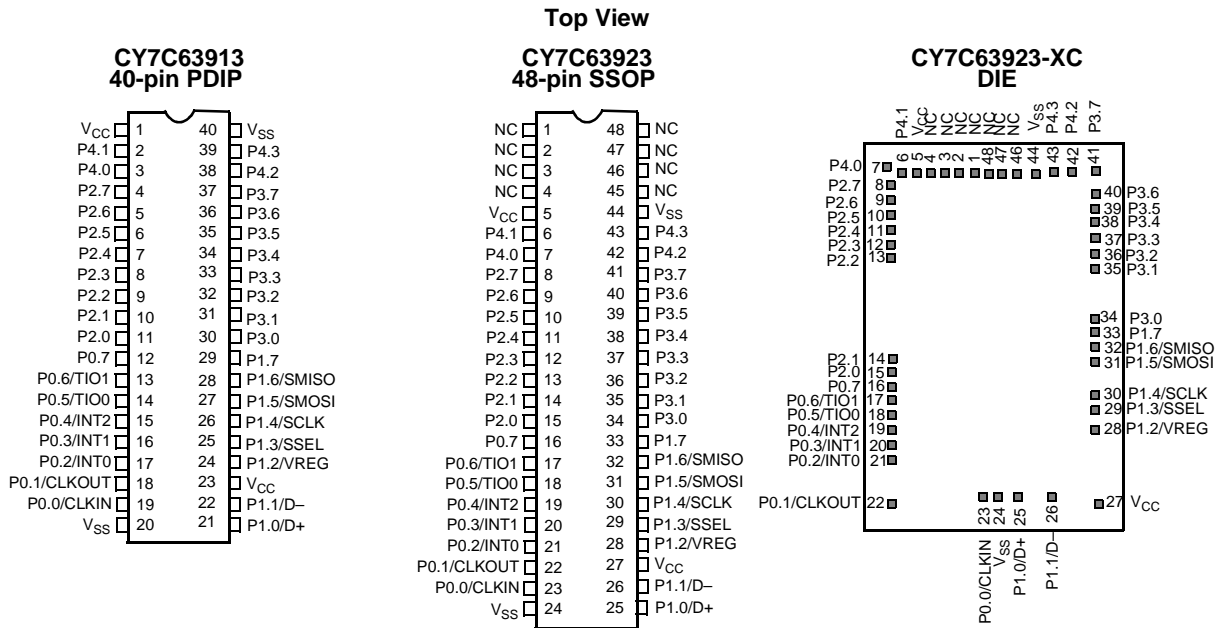 Top View
CY7C63913
40-pin PDIP
VCC 1 40 VSS
P4.1 2 39 P4.3
P4.0 3 38 P4.2
P2.7 4 37 P3.7
P2.6 5 36 P3.6
P2.5 6 35 P3.5
P2.4 7 34 P3.4
P2.3 8 33 P3.3
P2.2 9 32 P3.2
P2.1 10 31 P3.1
P2.0 11 30 P3.0
P0.7 12 29 P1.7
P0.6/TIO1 13 28 P1.6/SMISO
P0.5/TIO0 14 27 P1.5/SMOSI
P0.4/INT2 15 26 P1.4/SCLK
P0.3/INT1 16 25 P1.3/SSEL
P0.2/INT0 17 24 P1.2/VREG
P0.1/CLKOUT 18 23 VCC
P0.0/CLKIN 19 22 P1.1/D–
VSS 20 21 P1.0/D+
CY7C63923
48-pin SSOP
NC 1 48 NC
NC 2 47 NC
NC 3 46 NC
NC 4 45 NC
VCC 5 44 VSS
P4.1 6 43 P4.3
P4.0 7 42 P4.2
P2.7 8 41 P3.7
P2.6 9 40 P3.6
P2.5 10 39 P3.5
P2.4 11 38 P3.4
P2.3 12 37 P3.3
P2.2 13 36 P3.2
P2.1 14 35 P3.1
P2.0 15 34 P3.0
P0.7 16 33 P1.7
P0.6/TIO1 17 32 P1.6/SMISO
P0.5/TIO0 18 31 P1.5/SMOSI
P0.4/INT2 19 30 P1.4/SCLK
P0.3/INT1 20 29 P1.3/SSEL
P0.2/INT0 21 28 P1.2/VREG
P0.1/CLKOUT 22 27 VCC
P0.0/CLKIN 23 26 P1.1/D–
VSS 24 25 P1.0/D+
CY7C63923-XC
DIE
P4.1 VCC NC NC NC NC NC NC NC VSS P4.3 P4.2 P3.7
6 5 4 3 2 1 48 47 46 44 43 42 41
P4.0 7
P2.7 8
P2.6 9
P2.5 10
P2.4 11
P2.3 12
P2.2 13
P2.1 14
P2.0 15
P0.7 16
P0.6/TIO1 17
P0.5/TIO0 18
P0.4/INT2 19
P0.3/INT1 20
P0.2/INT0 21
P0.1/CLKOUT 22
40 P3.6
39 P3.5
38 P3.4
37 P3.3
36 P3.2
35 P3.1
34 P3.0
33 P1.7
32 P1.6/SMISO
31 P1.5/SMOSI
30 P1.4/SCLK
29 P1.3/SSEL
28 P1.2/VREG
27 VCC
23 24 25 26
P0.0/CLKIN VSS P1.0/D+ P1.1/D–